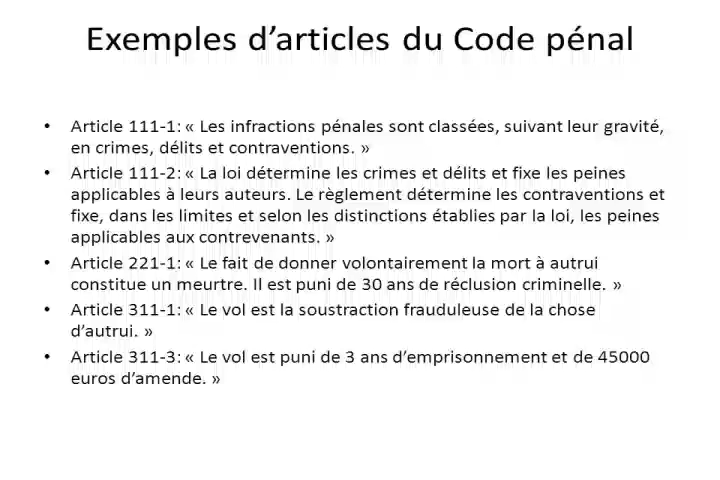 Exemples d’articles du Code pénal
• Article 111-1: « Les infractions pénales sont classées, suivant leur gravité,
en crimes, délits et contraventions. »
• Article 111-2: « La loi détermine les crimes et délits et fixe les peines
applicables à leurs auteurs. Le règlement détermine les contraventions et
fixe, dans les limites et selon les distinctions établies par la loi, les peines
applicables aux contrevenants. »
• Article 221-1: « Le fait de donner volontairement la mort à autrui
constitue un meurtre. Il est puni de 30 ans de réclusion criminelle. »
• Article 311-1: « Le vol est la soustraction frauduleuse de la chose
d’autrui. »
• Article 311-3: « Le vol est puni de 3 ans d’emprisonnement et de 45000
euros d’amende. »